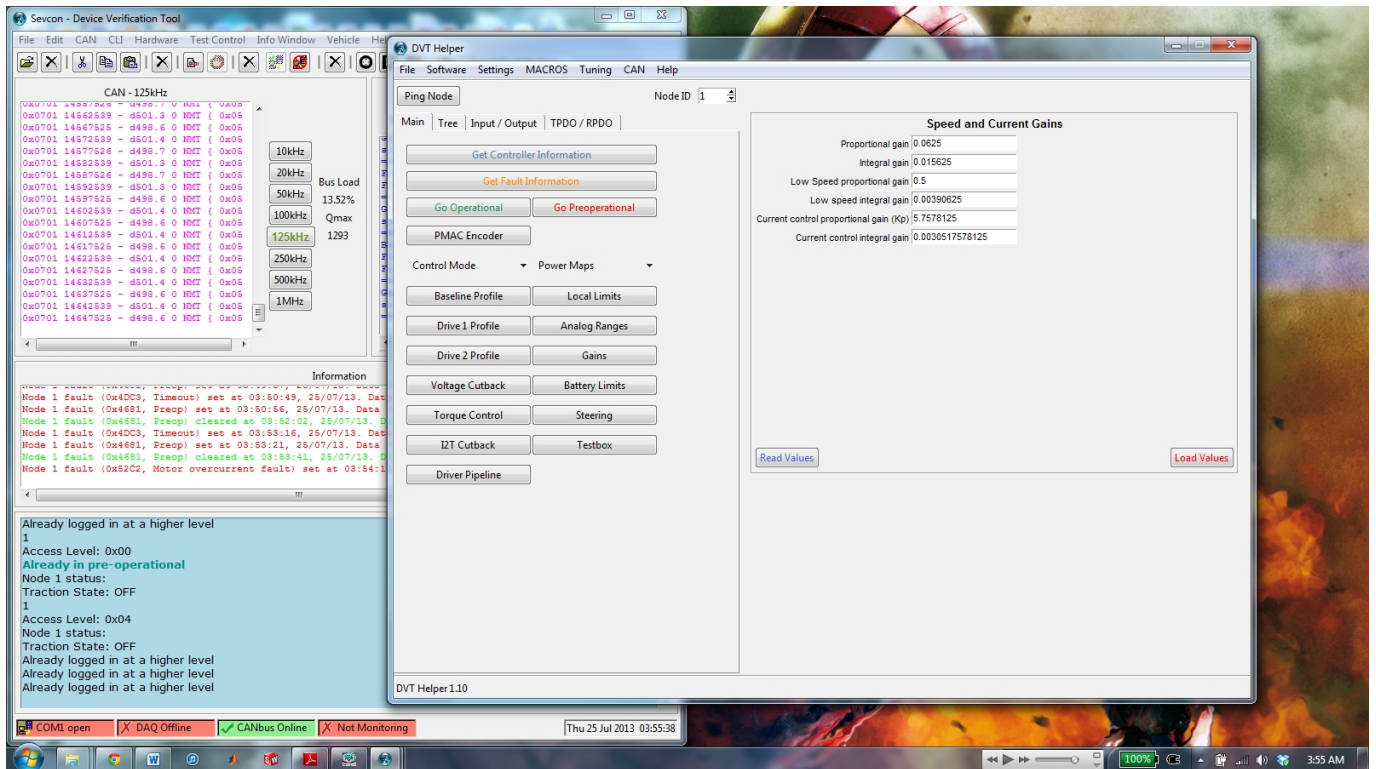 Sevcon - Device Verification Tool
File Edit CAN CLI Hardware Test Control Info Window Vehicle Hel
CAN - 125kHz
0x0701 14557526 - d498.7 0 NMT { 0x05
0x0701 14562539 - d501.3 0 NMT { 0x05
0x0701 14567525 - d498.6 0 NMT { 0x05
0x0701 14572539 - d501.4 0 NMT { 0x05
0x0701 14577526 - d498.7 0 NMT { 0x05
0x0701 14582539 - d501.3 0 NMT { 0x05
0x0701 14587526 - d498.7 0 NMT { 0x05
0x0701 14592539 - d501.3 0 NMT { 0x05
0x0701 14597525 - d498.6 0 NMT { 0x05
0x0701 14602539 - d501.4 0 NMT { 0x05
0x0701 14607525 - d498.6 0 NMT { 0x05
0x0701 14612539 - d501.4 0 NMT { 0x05
0x0701 14617525 - d498.6 0 NMT { 0x05
0x0701 14622539 - d501.4 0 NMT { 0x05
0x0701 14627525 - d498.6 0 NMT { 0x05
0x0701 14632539 - d501.4 0 NMT { 0x05
0x0701 14637525 - d498.6 0 NMT { 0x05
0x0701 14642539 - d501.4 0 NMT { 0x05
0x0701 14647525 - d498.6 0 NMT { 0x05
10kHz
20kHz
50kHz
100kHz
125kHz
250kHz
500kHz
1MHz
Bus Load
13.52%
Qmax
1293
Information
Node 1 fault (0x4DC3, Timeout) set at 03:50:49, 25/07/13. Dat
Node 1 fault (0x4681, Preop) set at 03:50:56, 25/07/13. Data
Node 1 fault (0x4681, Preop) cleared at 03:52:02, 25/07/13. D
Node 1 fault (0x4DC3, Timeout) set at 03:53:16, 25/07/13. Dat
Node 1 fault (0x4681, Preop) set at 03:53:21, 25/07/13. Data
Node 1 fault (0x4681, Preop) cleared at 03:53:41, 25/07/13. D
Node 1 fault (0x52C2, Motor overcurrent fault) set at 03:54:1
Already logged in at a higher level
1
Access Level: 0x00
Already in pre-operational
Node 1 status:
Traction State: OFF
1
Access Level: 0x04
Node 1 status:
Traction State: OFF
Already logged in at a higher level
Already logged in at a higher level
Already logged in at a higher level
COM1 open DAQ Offline CANbus Online Not Monitoring Thu 25 Jul 2013 03:55:38
DVT Helper
File Software Settings MACROS Tuning CAN Help
Ping Node Node ID 1
Main Tree Input / Output TPDO / RPDO
Get Controller Information
Get Fault Information
Go Operational Go Preoperational
PMAC Encoder
Control Mode Power Maps
Baseline Profile Local Limits
Drive 1 Profile Analog Ranges
Drive 2 Profile Gains
Voltage Cutback Battery Limits
Torque Control Steering
I2T Cutback Testbox
Driver Pipeline
Speed and Current Gains
Proportional gain 0.0625
Integral gain 0.015625
Low Speed proportional gain 0.5
Low speed integral gain 0.00390625
Current control proportional gain (Kp) 5.7578125
Current control integral gain 0.0030517578125
Read Values Load Values
DVT Helper 1.10
100% 3:55 AM